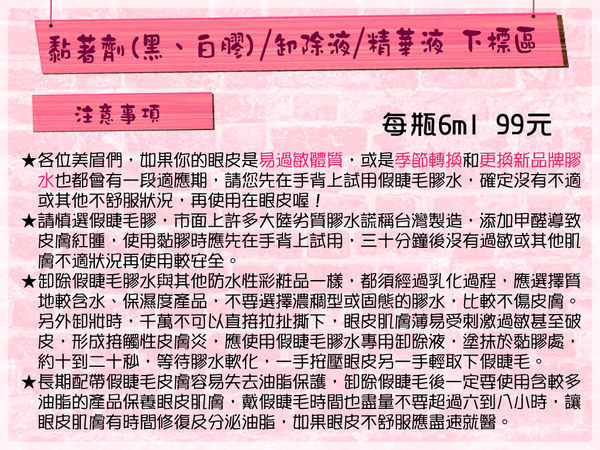 黏著劑(黑、白膠)/卸除液/精華液 下標區
注意事項
每瓶6ml 99元
★各位美眉們，如果你的眼皮是易過敏體質，或是季節轉換和更換新品牌膠
水也都會有一段適應期，請您先在手背上試用假睫毛膠水，確定沒有不適
或其他不舒服狀況，再使用在眼皮喔！
★請慎選假睫毛膠，市面上許多大陸劣質膠水謊稱台灣製造，添加甲醛導致
皮膚紅腫，使用黏膠時應先在手背上試用，三十分鐘後沒有過敏或其他肌
膚不適狀況再使用較安全。
★卸除假睫毛膠水與其他防水性彩粧品一樣，都須經過乳化過程，應選擇質
地較含水、保濕度產品，不要選擇濃稠型或固態的膠水，比較不傷皮膚。
另外卸妝時，千萬不可以直接拉扯撕下，眼皮肌膚薄易受刺激過敏甚至破
皮，形成接觸性皮膚炎，應使用假睫毛膠水專用卸除液，塗抹於黏膠處，
約十到二十秒，等待膠水軟化，一手按壓眼皮另一手輕取下假睫毛。
★長期配帶假睫毛皮膚容易失去油脂保護，卸除假睫毛後一定要使用含較多
油脂的產品保養眼皮肌膚，戴假睫毛時間也盡量不要超過六到八小時，讓
眼皮肌膚有時間修復及分泌油脂，如果眼皮不舒服應盡速就醫。